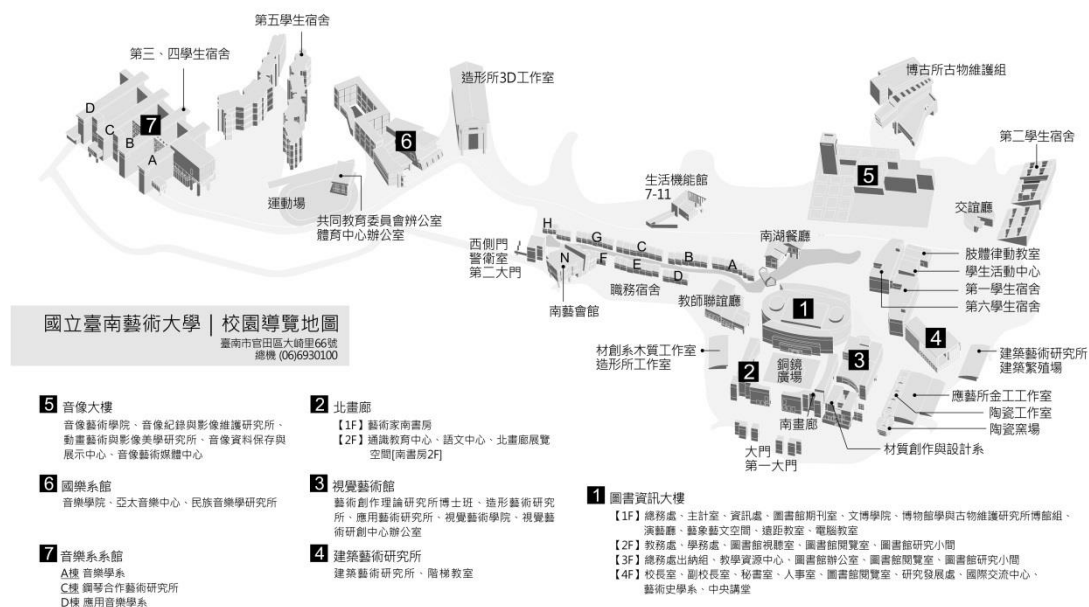 第五學生宿舍
第三、四學生宿舍
造形所3D工作室
博古所古物維護組
第二學生宿舍
D
C
B
A
7
6
5
運動場
共同教育委員會辦公室
體育中心辦公室
生活機能館
7-11
交誼廳
西側門
警衛室
第二大門
H
G
C
B
A
N
F
E
D
南湖餐廳
職務宿舍
南藝會館
教師聯誼廳
肢體律動教室
學生活動中心
第一學生宿舍
第六學生宿舍
1
4
3
2
材創系木質工作室
造形所工作室
銅鏡
廣場
南畫廊
大門
第一大門
建築藝術研究所
建築繁殖場
應藝所金工工作室
陶瓷工作室
陶瓷窯場
材質創作與設計系
國立臺南藝術大學 | 校園導覽地圖
臺南市官田區大崎里66號
總機 (06)6930100
5 音像大樓
音像藝術學院、音像紀錄與影像維護研究所、
動畫藝術與影像美學研究所、音像資料保存與
展示中心、音像藝術媒體中心
6 國樂系館
音樂學院、亞太音樂中心、民族音樂學研究所
7 音樂系系館
A棟 音樂學系
C棟 鋼琴合作藝術研究所
D棟 應用音樂學系
2 北畫廊
【1F】藝術家南書房
【2F】通識教育中心、語文中心、北畫廊展覽
空間[南書房2F]
3 視覺藝術館
藝術創作理論研究所博士班、造形藝術研究
所、應用藝術研究所、視覺藝術學院、視覺藝
術研創中心辦公室
4 建築藝術研究所
建築藝術研究所、階梯教室
1 圖書資訊大樓
【1F】總務處、主計室、資訊處、圖書館期刊室、文博學院、博物館學與古物維護研究所博館組、
演藝廳、藝象藝文空間、遠距教室、電腦教室
【2F】教務處、學務處、圖書館視聽室、圖書館閱覽室、圖書館研究小間
【3F】總務處出納組、教學資源中心、圖書館辦公室、圖書館閱覽室、圖書館研究小間
【4F】校長室、副校長室、秘書室、人事室、圖書館閱覽室、研究發展處、國際交流中心、
藝術史學系、中央講堂